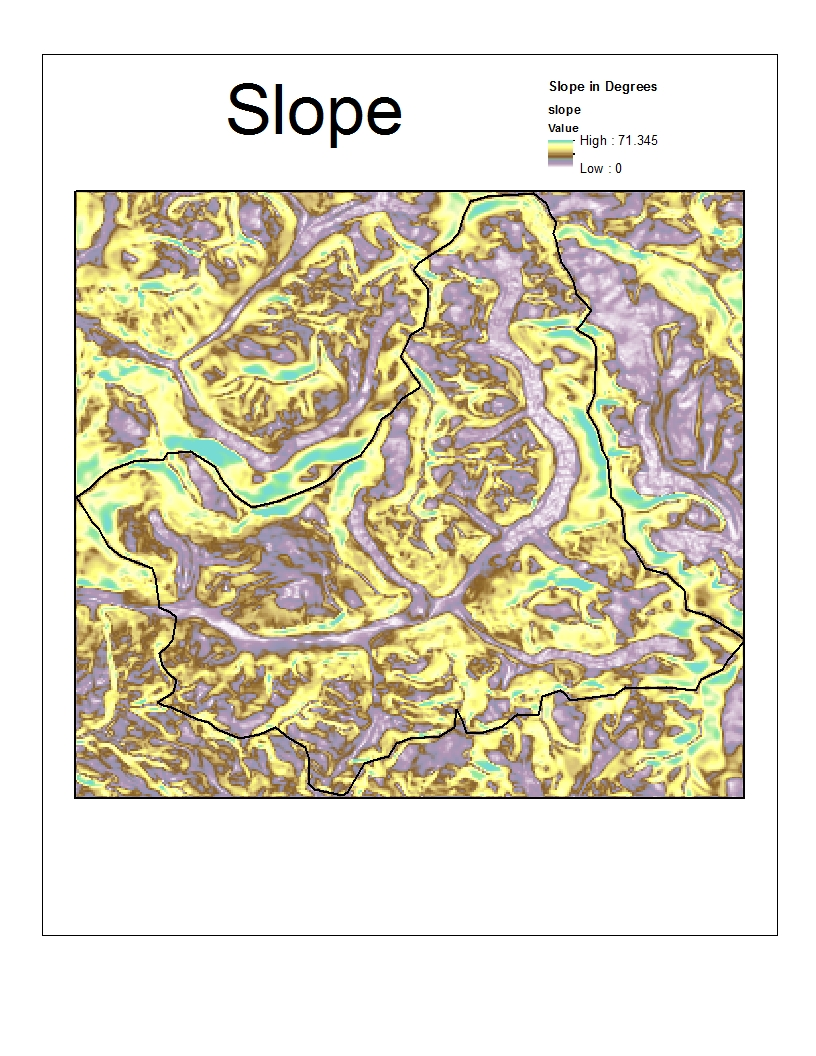 Slope
Slope in Degrees
slope
Value
High : 71.345
Low : 0